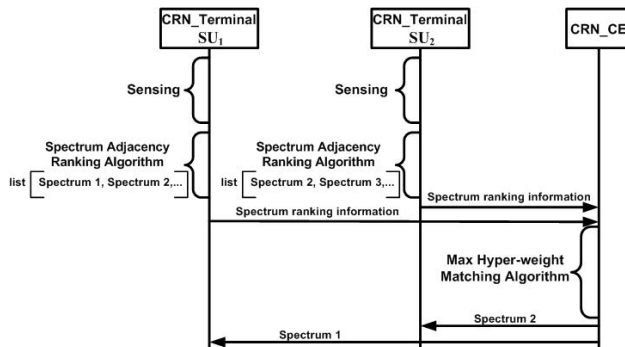 CRN_Terminal
SU1
CRN_Terminal
SU2
CRN_CE
Sensing
Sensing
Spectrum Adjacency
Ranking Algorithm
list [ Spectrum 1, Spectrum 2,... ]
Spectrum Adjacency
Ranking Algorithm
list [ Spectrum 2, Spectrum 3,... ]
Spectrum ranking information
Spectrum ranking information
Max Hyper-weight
Matching Algorithm
Spectrum 2
Spectrum 1